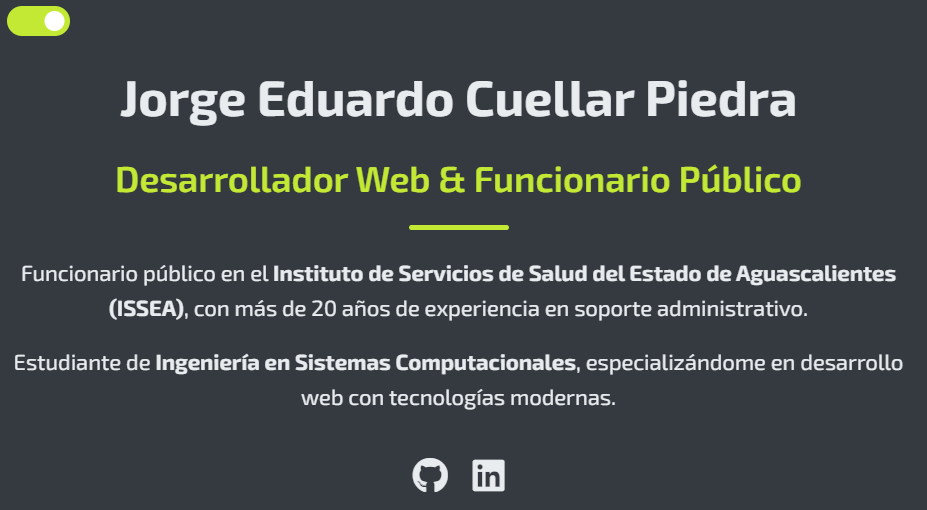 Jorge Eduardo Cuellar Piedra
Desarrollador Web & Funcionario Público
Funcionario público en el Instituto de Servicios de Salud del Estado de Aguascalientes
(ISSEA), con más de 20 años de experiencia en soporte administrativo.
Estudiante de Ingeniería en Sistemas Computacionales, especializándome en desarrollo
web con tecnologías modernas.
in